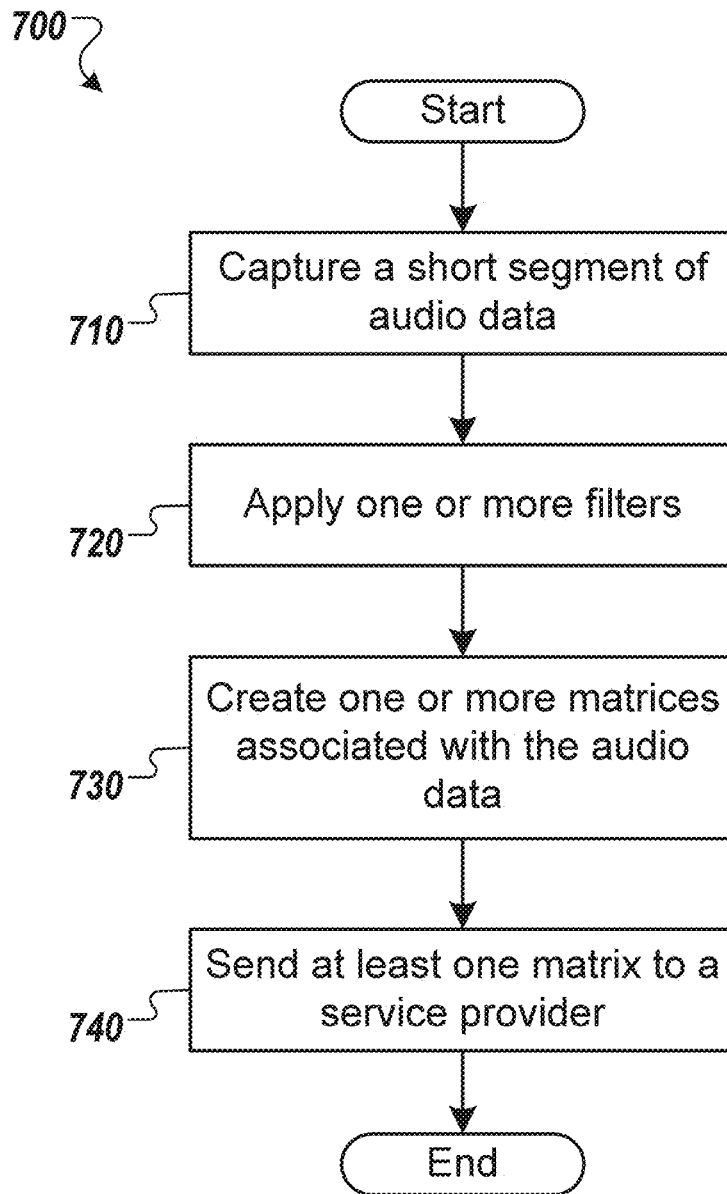 700
Start
Capture a short segment of
audio data
710
Apply one or more filters
720
Create one or more matrices
associated with the audio
data
730
Send at least one matrix to a
service provider
740
End